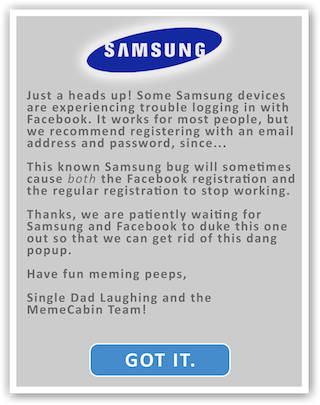 SAMSUNG
Just a heads up! Some Samsung devices
are experiencing trouble logging in with
Facebook. It works for most people, but
we recommend registering with an email
address and password, since...
This known Samsung bug will sometimes
cause both the Facebook registration and
the regular registration to stop working.
Thanks, we are patiently waiting for
Samsung and Facebook to duke this one
out so that we can get rid of this dang
popup.
Have fun meming peeps,
Single Dad Laughing and the
MemeCabin Team!
GOT IT.